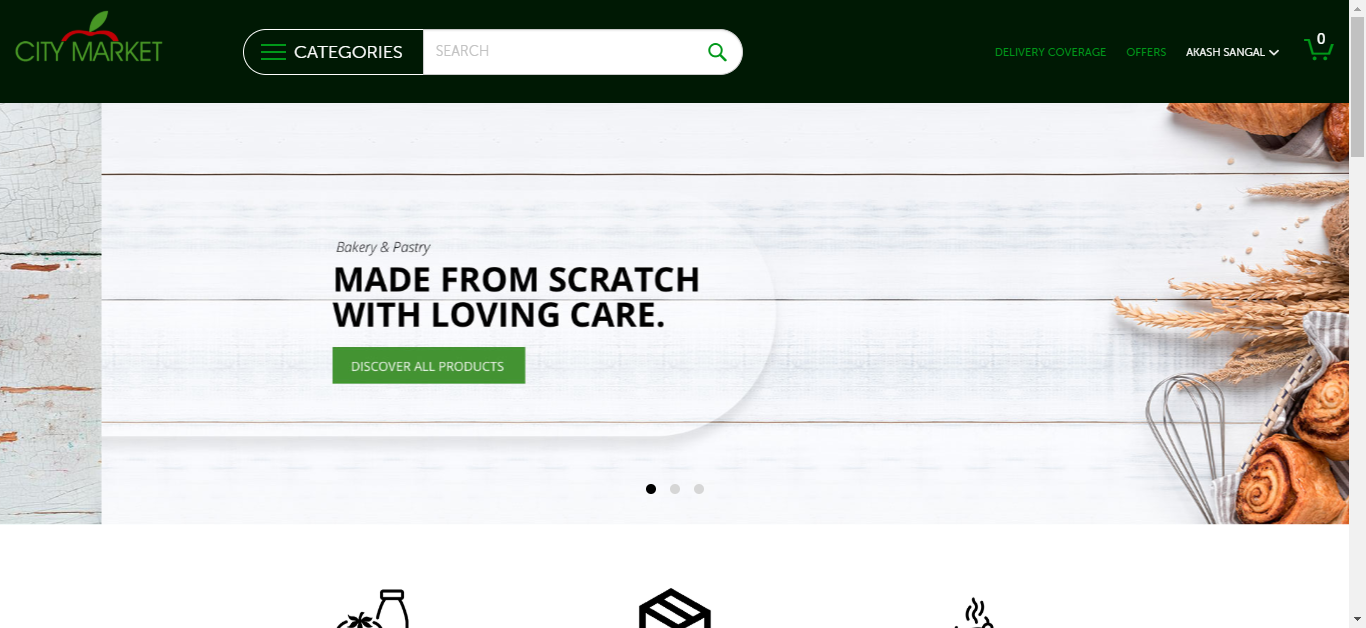 CITY MARKET
CATEGORIES
SEARCH
DELIVERY COVERAGE
OFFERS
AKASH SANGAL
0
Bakery & Pastry
MADE FROM SCRATCH
WITH LOVING CARE.
DISCOVER ALL PRODUCTS